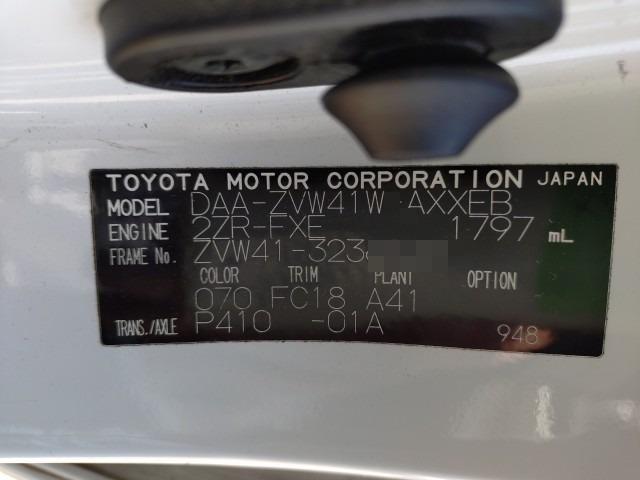 TOYOTA MOTOR CORPORATION JAPAN
MODEL DAA-ZVW41W AXXEB
ENGINE 2ZR-FXE 1797 mL
FRAME No. ZVW41-323
COLOR TRIM PLANT OPTION
070 FC18 A41
TRANS./AXLE P410 -01A 948